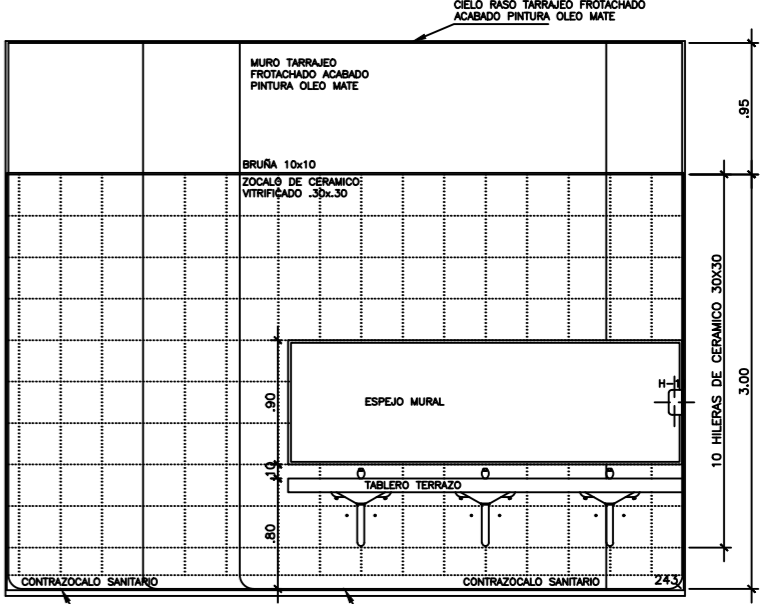 CIELO RASO TARRAJEO FROTACHADO
ACABADO PINTURA OLEO MATE
MURO TARRAJEO
FROTACHADO ACABADO
PINTURA OLEO MATE
.95
BRUÑA 10x10
ZOCALO DE CERAMICO
VITRIFICADO .30x.30
10 HILERAS DE CERAMICO 30X30
3.00
.90
ESPEJO MURAL
H-1
.10
TABLERO TERRAZO
.80
CONTRAZOCALO SANITARIO
CONTRAZOCALO SANITARIO
243